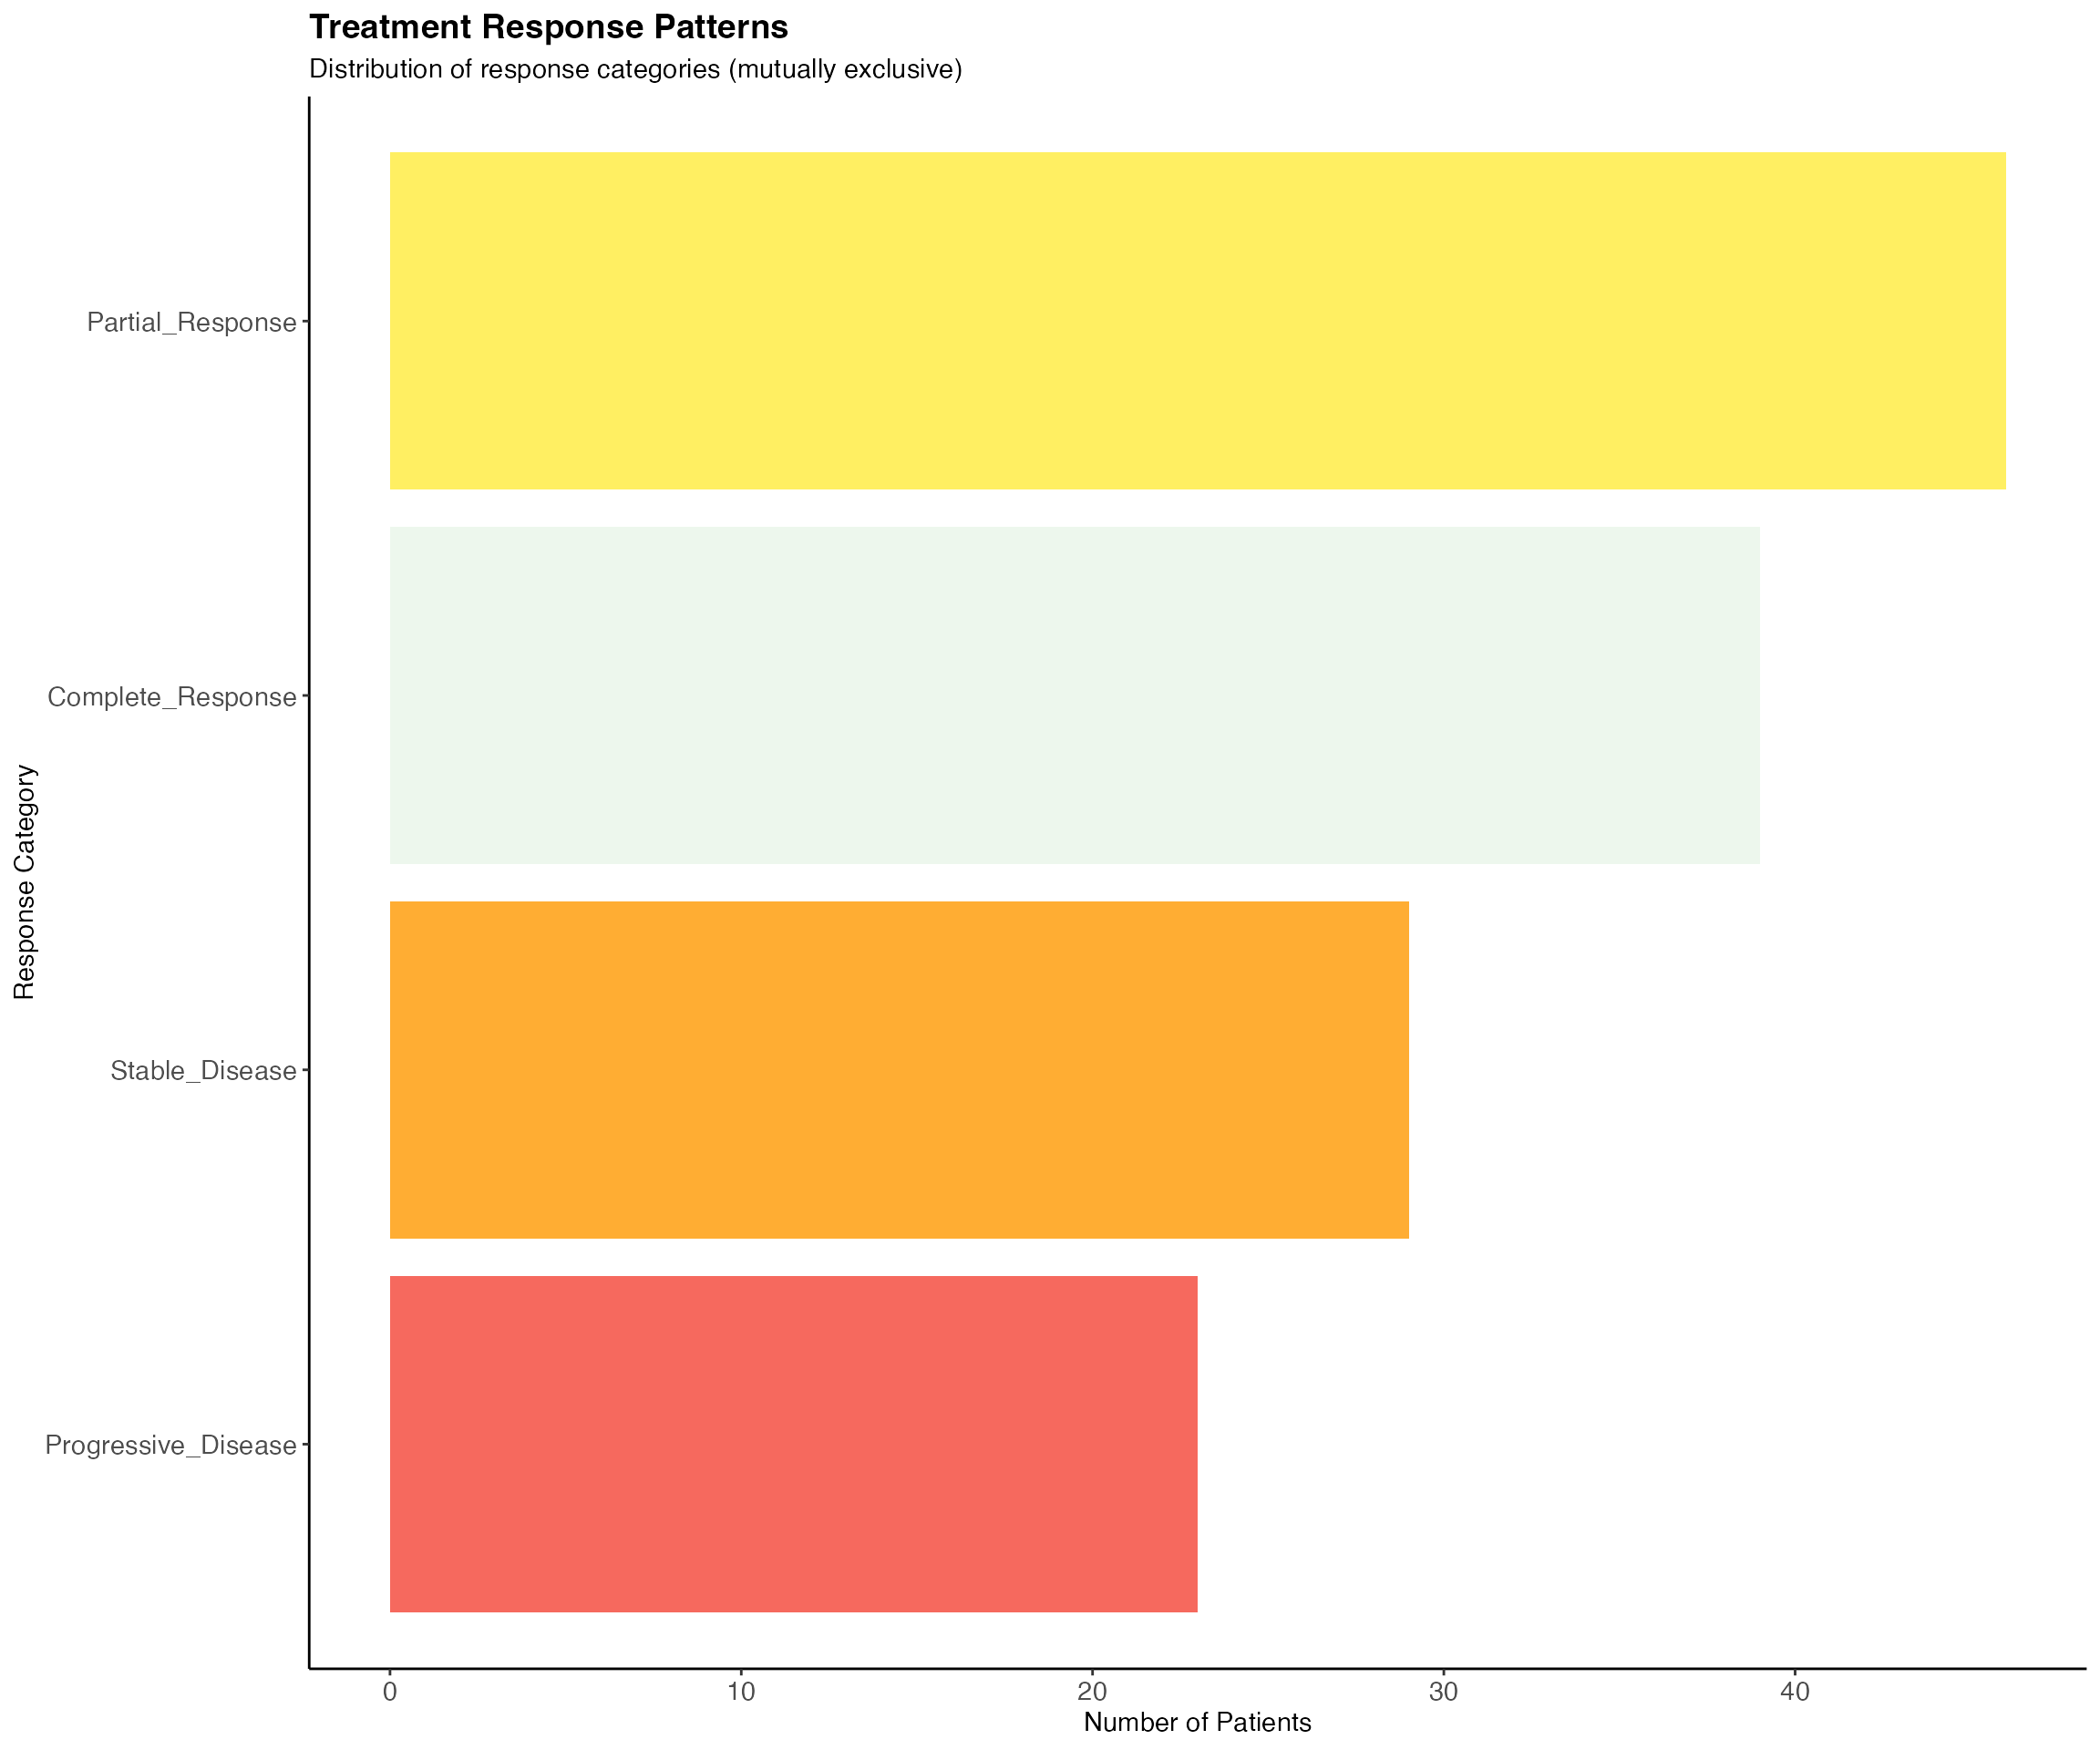 Treatment Response Patterns
Distribution of response categories (mutually exclusive)
Response Category
Partial_Response
Complete_Response
Stable_Disease
Progressive_Disease
0 10 20 30 40
Number of Patients